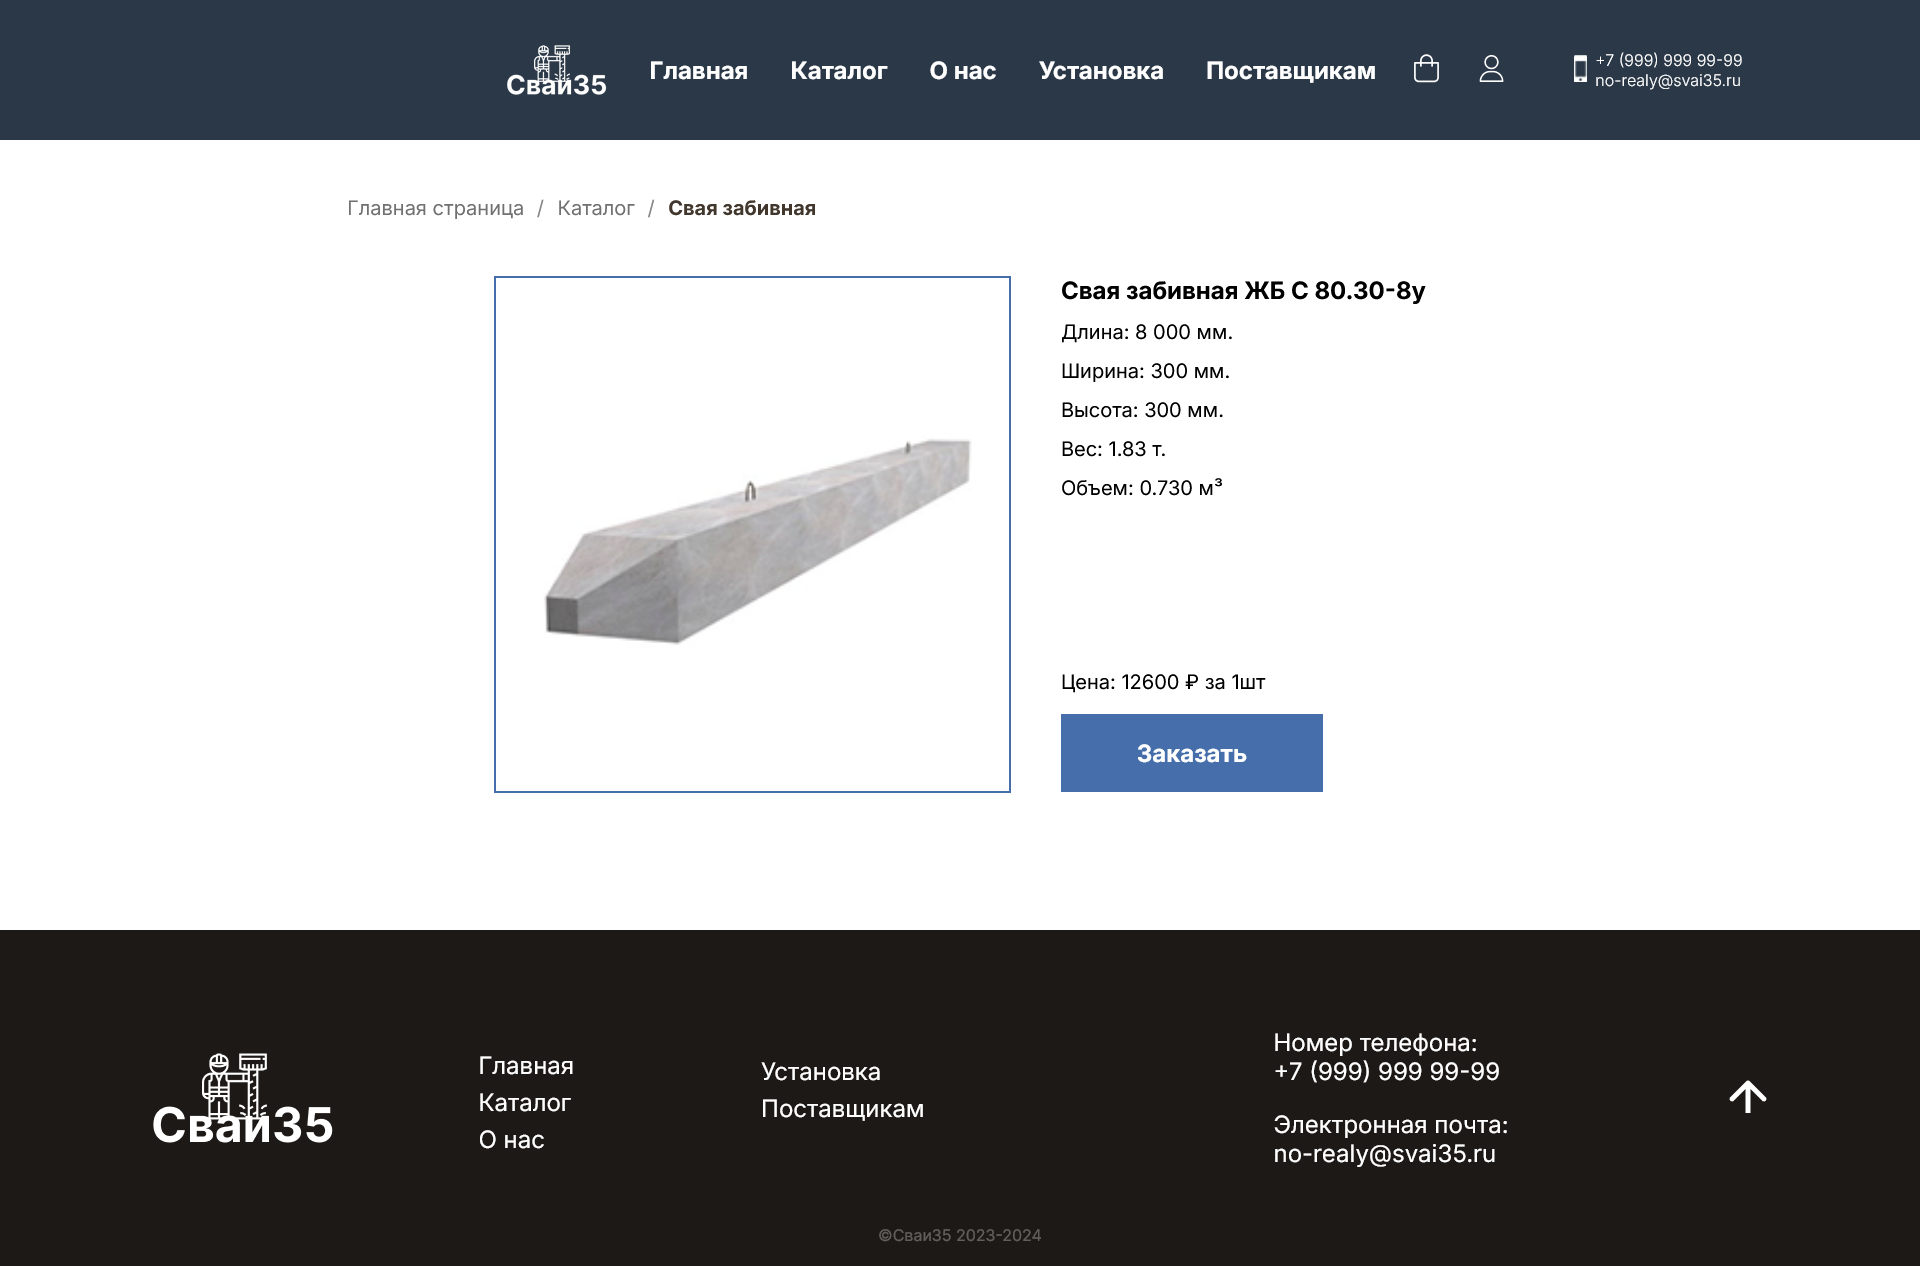 Сваи35
Главная
Каталог
О нас
Установка
Поставщикам
+7 (999) 999 99-99
no-realy@svai35.ru
Главная страница / Каталог / Свая забивная
Свая забивная ЖБ С 80.30-8у
Длина: 8 000 мм.
Ширина: 300 мм.
Высота: 300 мм.
Вес: 1.83 т.
Объем: 0.730 м³
Цена: 12600 ₽ за 1шт
Заказать
Сваи35
Главная
Каталог
О нас
Установка
Поставщикам
Номер телефона:
+7 (999) 999 99-99
Электронная почта:
no-realy@svai35.ru
©Сваи35 2023-2024